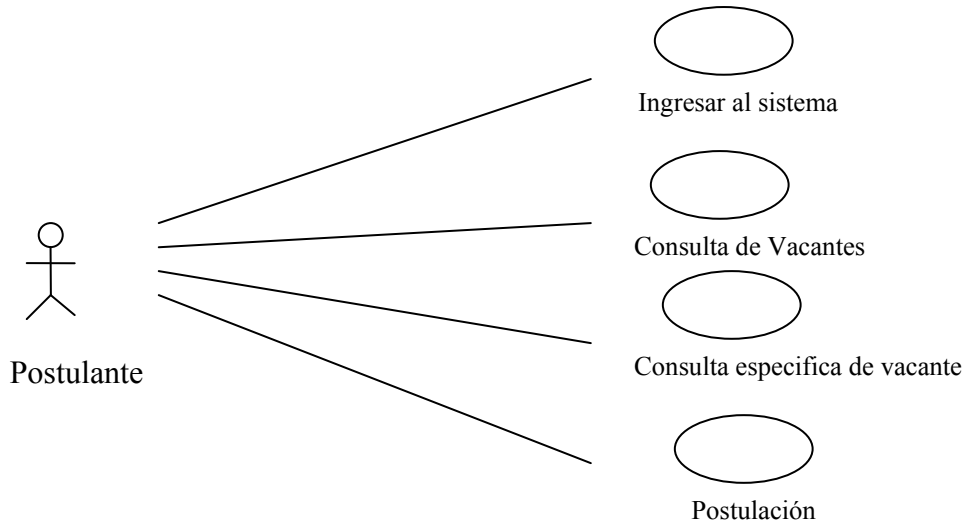 Ingresar al sistema
Consulta de Vacantes
Postulante
Consulta especifica de vacante
Postulación